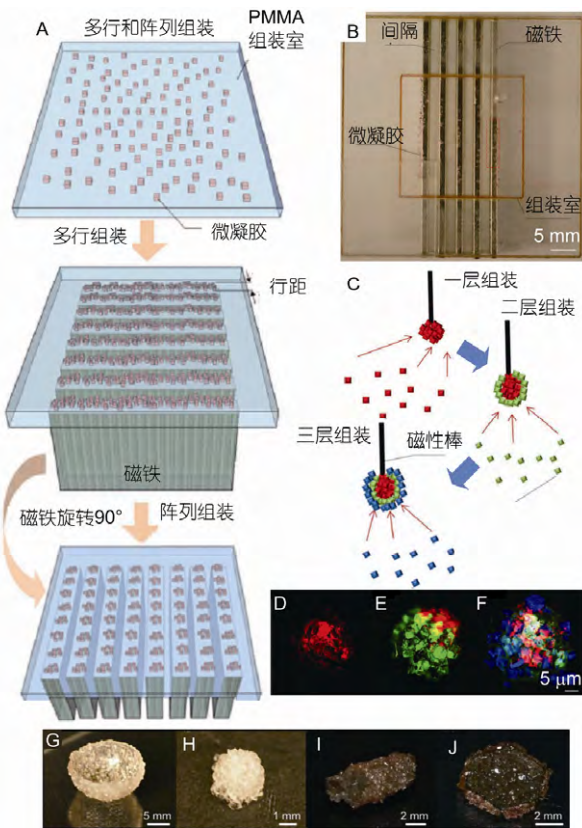 A
多行和阵列组装
PMMA
组装室
微凝胶
多行组装
行距
磁铁
磁铁旋转90°
阵列组装
B
间隔
磁铁
微凝胶
组装室
5 mm
C
一层组装
二层组装
三层组装
磁性棒
D
E
F
5 μm
G
5 mm
H
1 mm
I
2 mm
J
2 mm